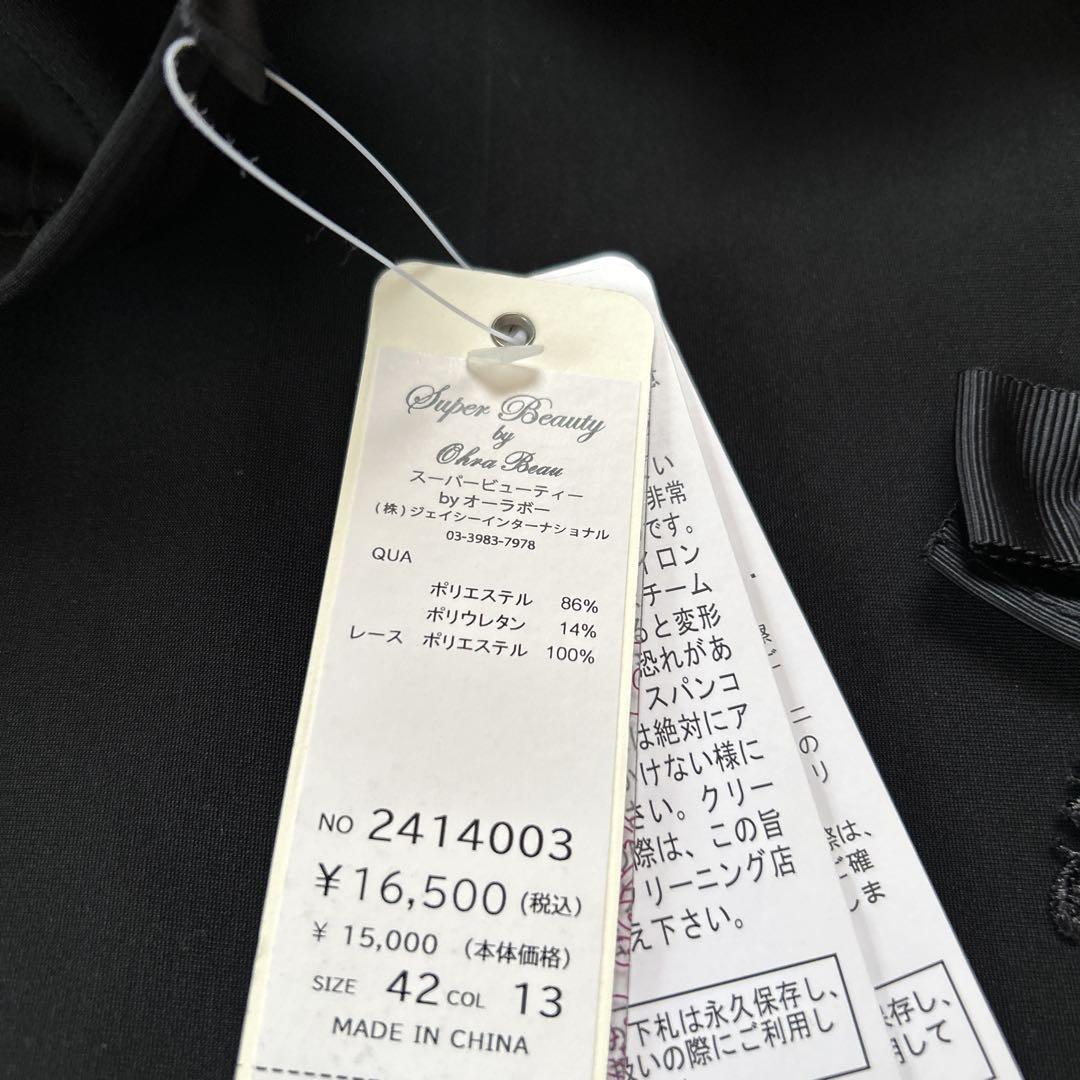 Super Beauty
by
Ohra Beau
スーパービューティー
byオーラボー
(株)ジェイシーインターナショナル
03-3983-7978
QUA
ポリエステル 86%
ポリウレタン 14%
レース ポリエステル 100%
NO 2414003
¥16,500 (税込)
¥ 15,000 (本体価格)
SIZE 42 COL 13
MADE IN CHINA
い
非常
です。
イロン
スチーム
ると変形
恐れがあ
スパンコ
は絶対にア
かけない様に
さい。クリー
の際は、この旨
リーニング店
え下さい。
下札は永久保存し、
扱いの際にご利用し
ニのり
際は、
ご確
しま
保存し、
用して